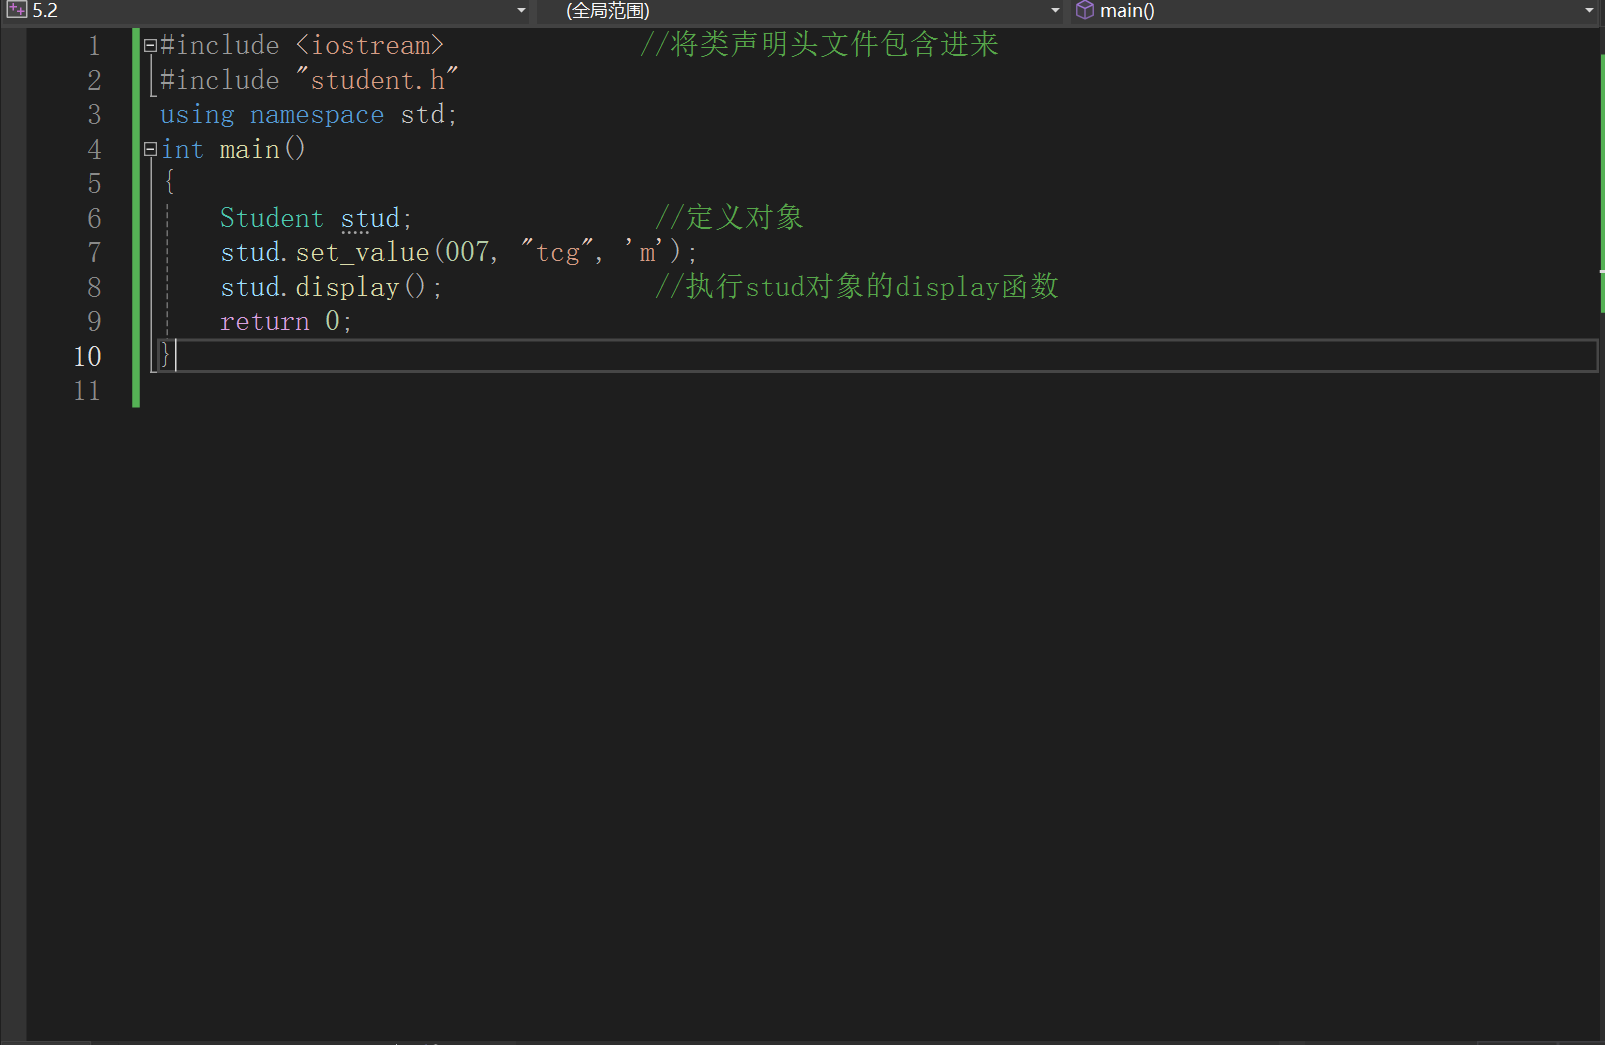 5.2 (全局范围) main()
1 #include <iostream> //将类声明头文件包含进来
2 #include "student.h"
3 using namespace std;
4 int main()
5 {
6 Student stud; //定义对象
7 stud.set_value(007, "tcg", 'm');
8 stud.display(); //执行stud对象的display函数
9 return 0;
10 }
11